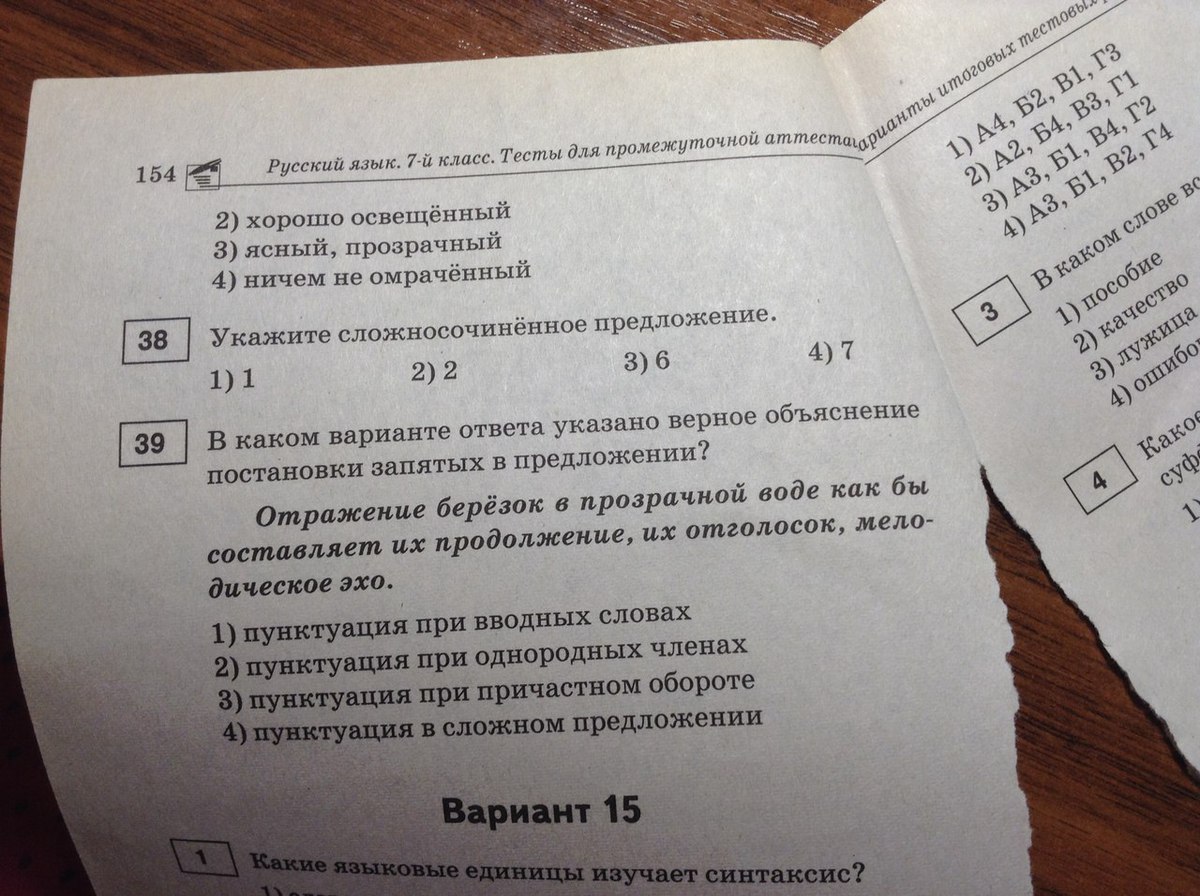 154 Русский язык. 7-й класс. Тесты для промежуточной
2) хорошо освещённый
3) ясный, прозрачный
4) ничем не омрачённый
38 Укажите сложносочинённое предложение.
1) 1 2) 2 3) 6 4) 7
39 В каком варианте ответа указано верное объяснение
постановки запятых в предложении?
Отражение берёзок в прозрачной воде как бы
составляет их продолжение, их отголосок, мело-
дическое эхо.
1) пунктуация при вводных словах
2) пунктуация при однородных членах
3) пунктуация при причастном обороте
4) пунктуация в сложном предложении
Вариант 15
1 Какие языковые единицы изучает синтаксис?
итоговых
1) А4, Б2, В1, Г3
2) А2, Б4, В3, Г1
3) А3, Б1, В4, Г2
4) А3, Б1, В2, Г4
3 В каком слове
1) пособие
2) качество
3) лужица
4)
4
1)